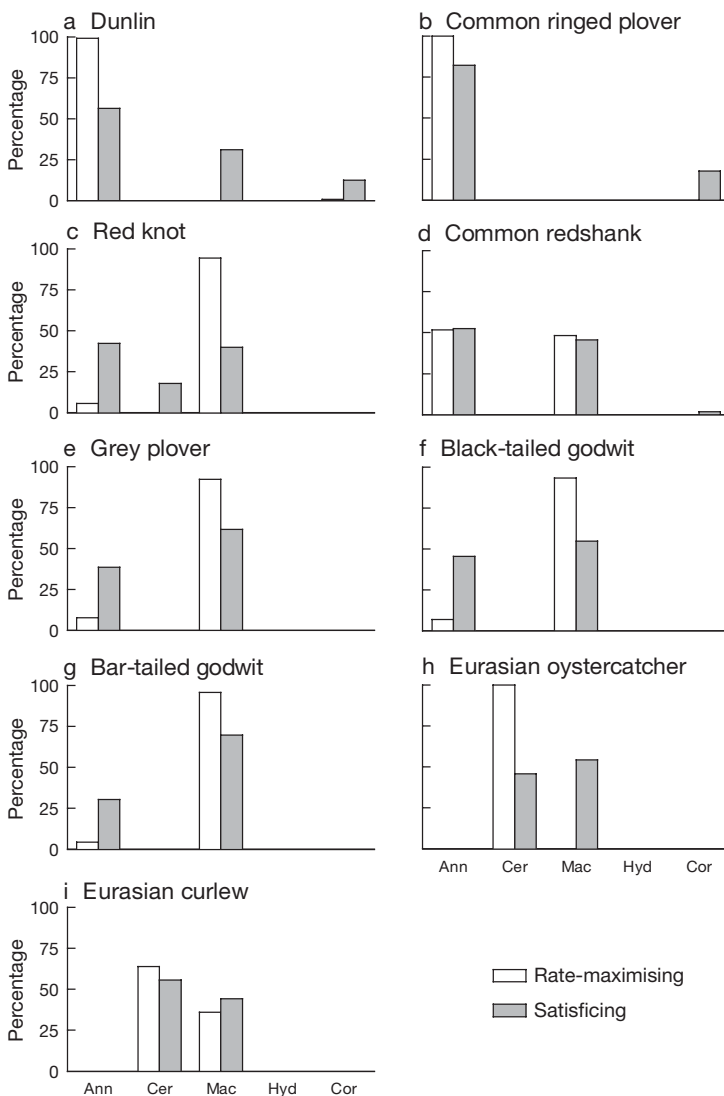 a Dunlin
b Common ringed plover
100
75
50
25
0
Percentage
c Red knot
d Common redshank
100
75
50
25
0
Percentage
e Grey plover
f Black-tailed godwit
100
75
50
25
0
Percentage
g Bar-tailed godwit
h Eurasian oystercatcher
100
75
50
25
0
Percentage
Ann Cer Mac Hyd Cor
i Eurasian curlew
100
75
50
25
0
Percentage
Ann Cer Mac Hyd Cor
Rate-maximising
Satisficing